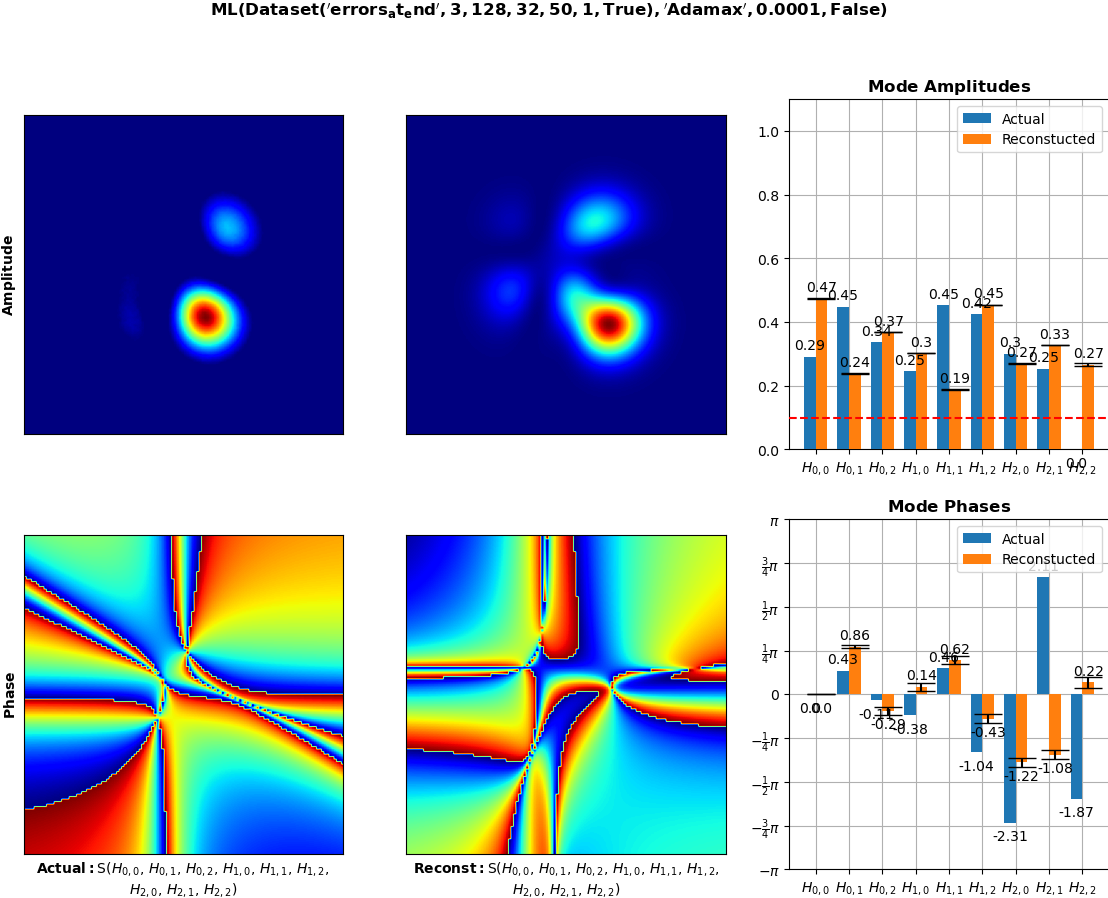 ML(Dataset('errors_at_end', 3, 128, 32, 50, 1, True),' Adamax', 0.0001, False)
Amplitude
Mode Amplitudes
Actual
Reconstucted
1.0
0.8
0.6
0.4
0.2
0.0
0.29 0.47 0.45 0.24 0.34 0.37 0.25 0.3 0.45 0.19 0.42 0.45 0.3 0.27 0.25 0.33 0.0 0.27
H0,0 H0,1 H0,2 H1,0 H1,1 H1,2 H2,0 H2,1 H2,2
Phase
Mode Phases
Actual
Reconstucted
π
3/4π
1/2π
1/4π
0
−1/4π
−1/2π
−3/4π
−π
0.0 0.0 0.43 0.86 -0.11 -0.29 -0.38 0.14 0.46 0.62 -1.04 -0.43 -2.31 -1.22 2.11 -1.08 -1.87 0.22
H0,0 H0,1 H0,2 H1,0 H1,1 H1,2 H2,0 H2,1 H2,2
Actual: S(H0,0, H0,1, H0,2, H1,0, H1,1, H1,2,
H2,0, H2,1, H2,2)
Reconst: S(H0,0, H0,1, H0,2, H1,0, H1,1, H1,2,
H2,0, H2,1, H2,2)